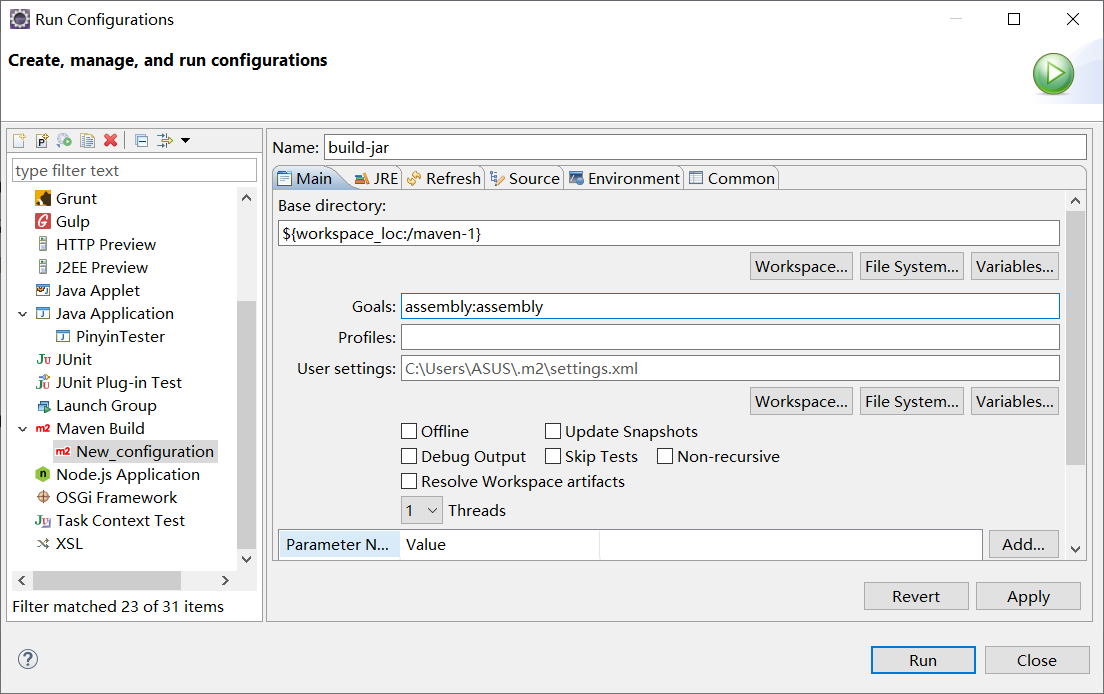 Run Configurations
Create, manage, and run configurations
type filter text
Grunt
Gulp
HTTP Preview
J2EE Preview
Java Applet
Java Application
PinyinTester
JUnit
JUnit Plug-in Test
Launch Group
Maven Build
New_configuration
Node.js Application
OSGi Framework
Task Context Test
XSL
Filter matched 23 of 31 items
Name: build-jar
Main JRE Refresh Source Environment Common
Base directory:
${workspace_loc:/maven-1}
Workspace... File System... Variables...
Goals: assembly:assembly
Profiles:
User settings: C:\Users\ASUS\.m2\settings.xml
Workspace... File System... Variables...
Offline Update Snapshots
Debug Output Skip Tests Non-recursive
Resolve Workspace artifacts
1 Threads
Parameter N... Value Add...
Revert Apply
Run Close